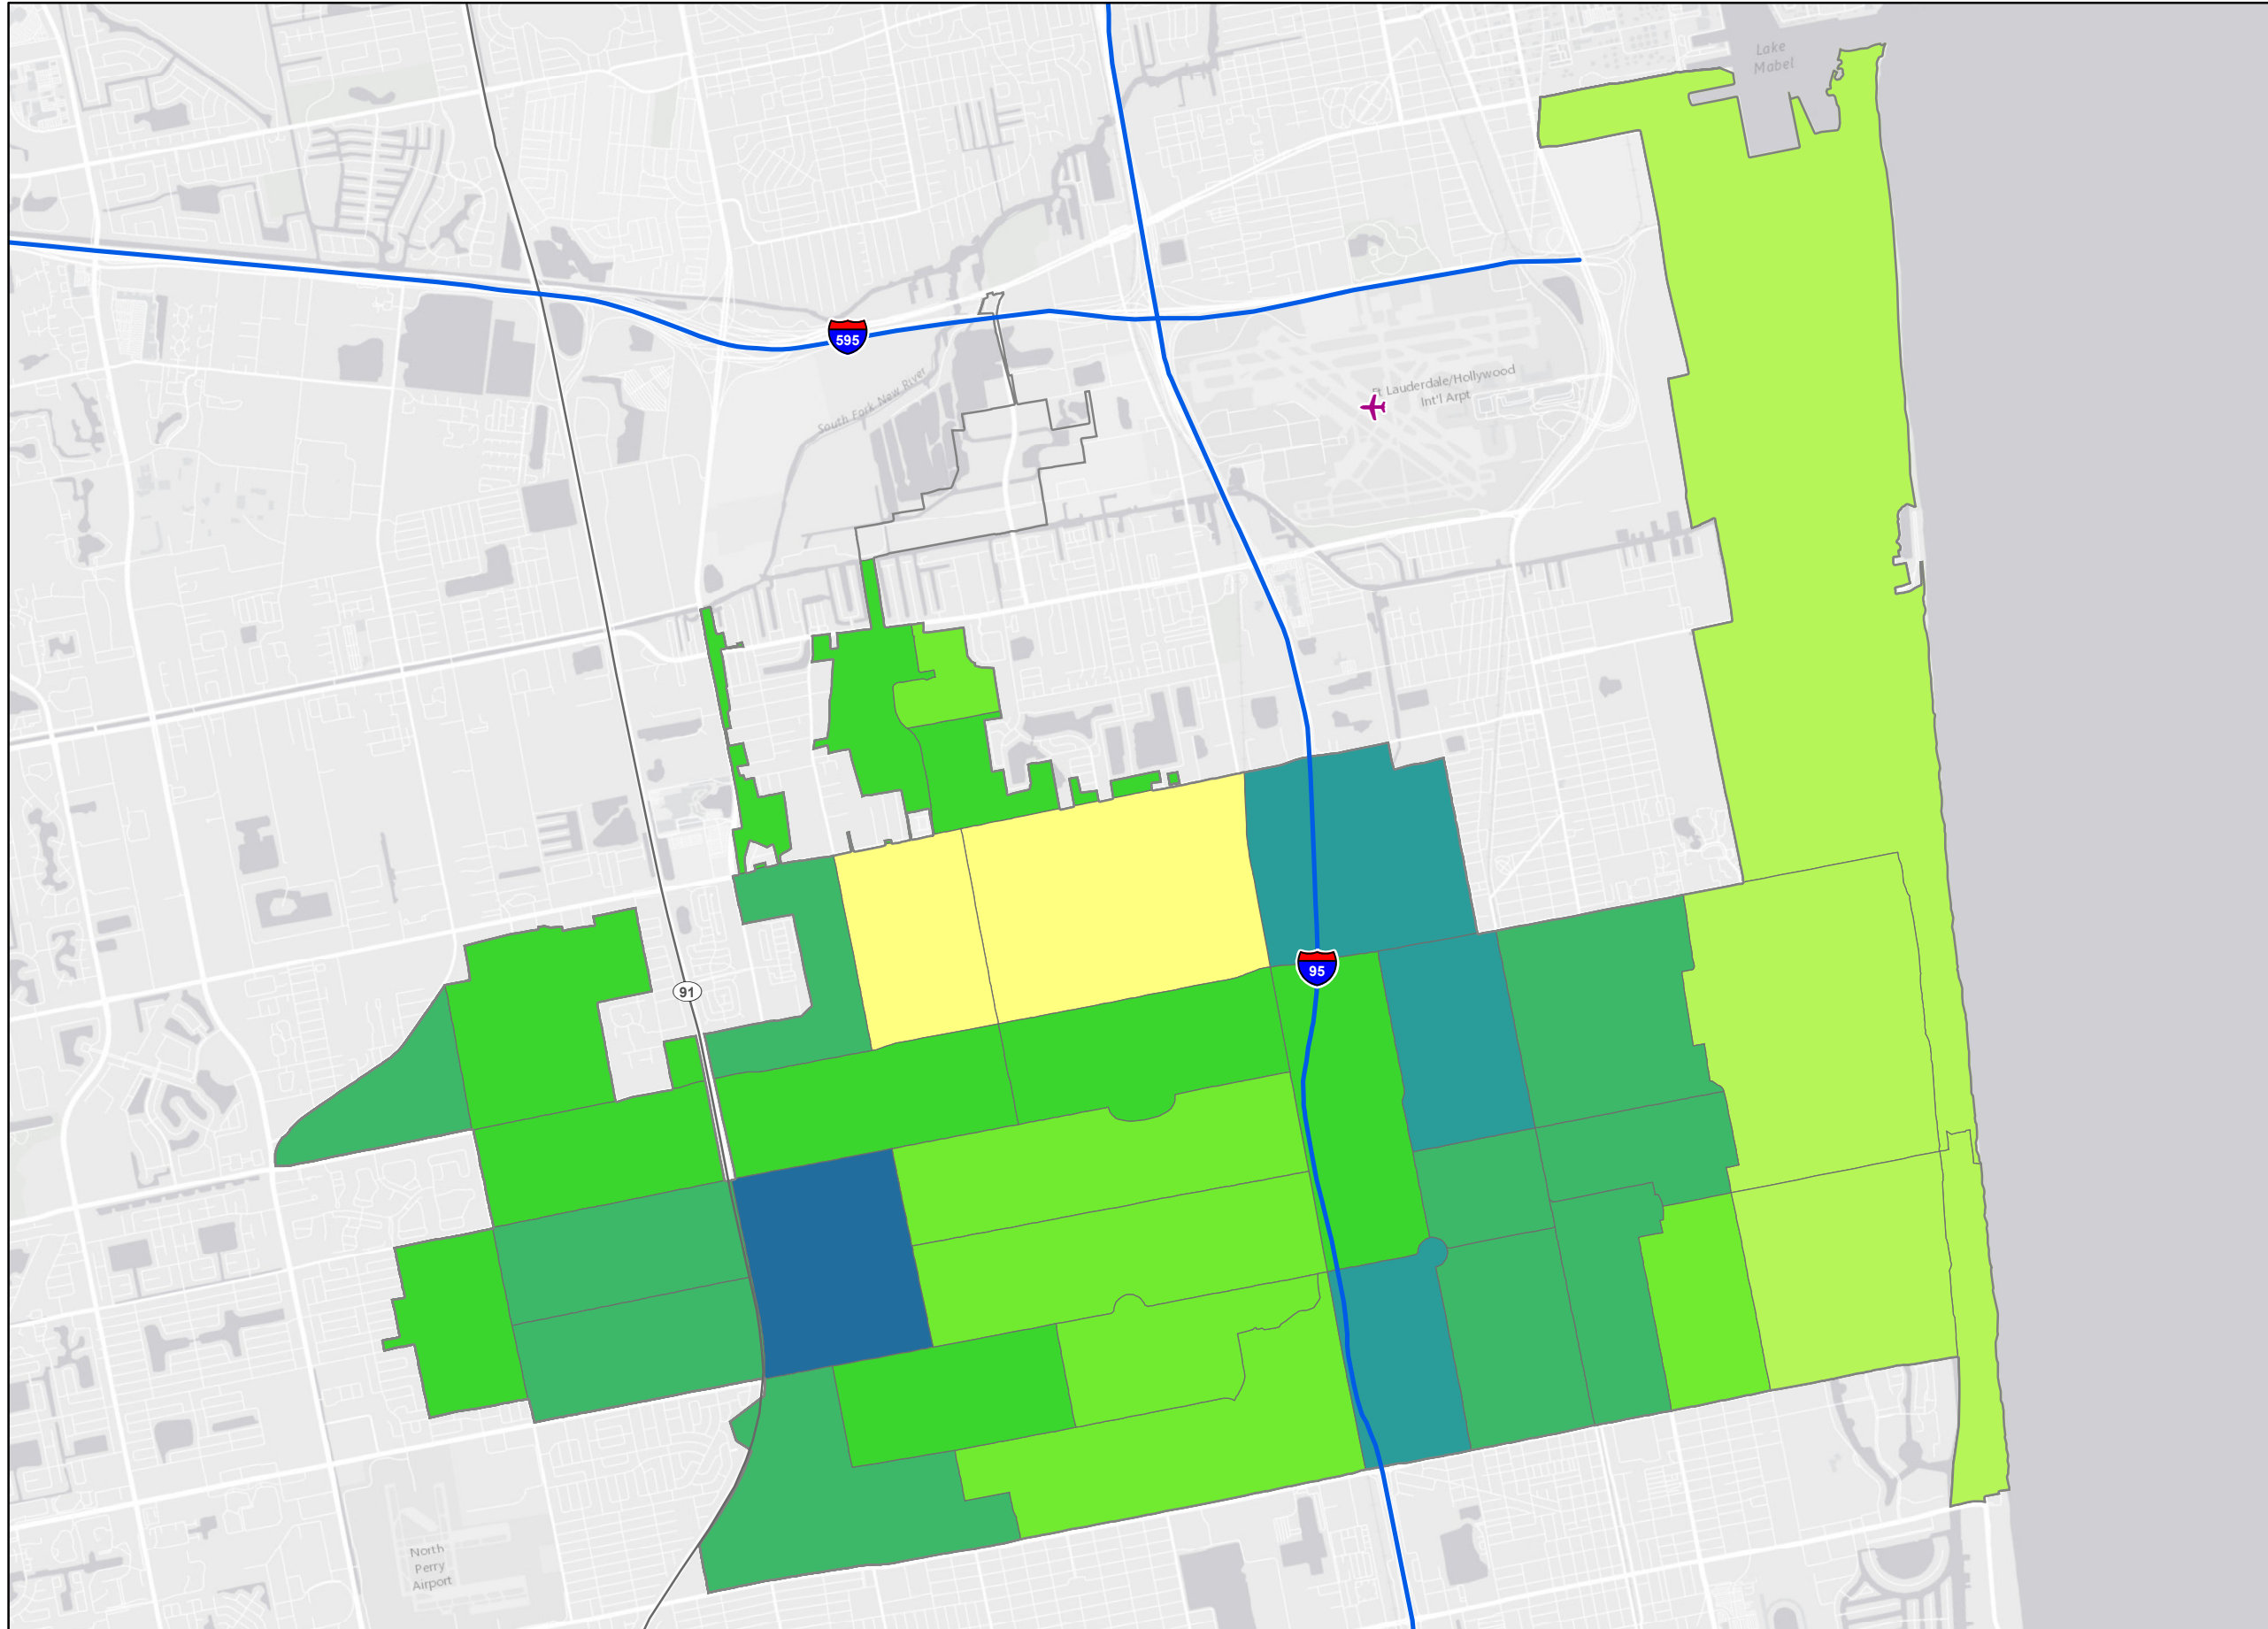 Lake
Mabel
595
South Fork New River
Ft Lauderdale/Hollywood
Int'l Arpt
95
91
North
Perry
Airport